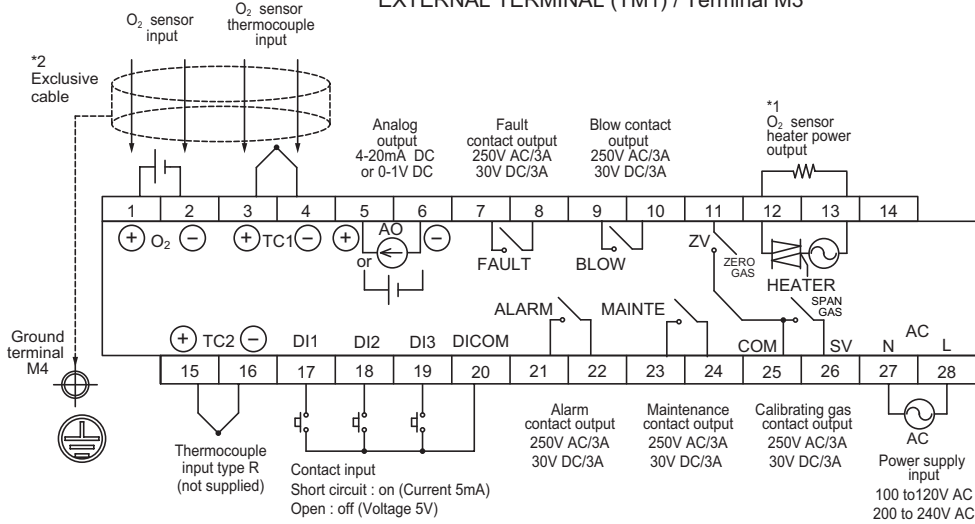 EXTERNAL TERMINAL (TM1) / Terminal M3
O₂ sensor
input
O₂ sensor
thermocouple
input
*2
Exclusive
cable
Analog
output
4-20mA DC
or 0-1V DC
Fault
contact output
250V AC/3A
30V DC/3A
Blow contact
output
250V AC/3A
30V DC/3A
*1
O₂ sensor
heater power
output
1 2 3 4 5 6 7 8 9 10 11 12 13 14
+ O₂ − + TC1 − + AO −
or
FAULT
BLOW
ZV
ZERO
GAS
HEATER
ALARM
MAINTE
SPAN
GAS
Ground
terminal
M4
+ TC2 − DI1 DI2 DI3 DICOM
COM SV N AC L
15 16 17 18 19 20 21 22 23 24 25 26 27 28
Thermocouple
input type R
(not supplied)
Contact input
Short circuit : on (Current 5mA)
Open : off (Voltage 5V)
Alarm
contact output
250V AC/3A
30V DC/3A
Maintenance
contact output
250V AC/3A
30V DC/3A
Calibrating gas
contact output
250V AC/3A
30V DC/3A
AC
Power supply
input
100 to120V AC
200 to 240V AC